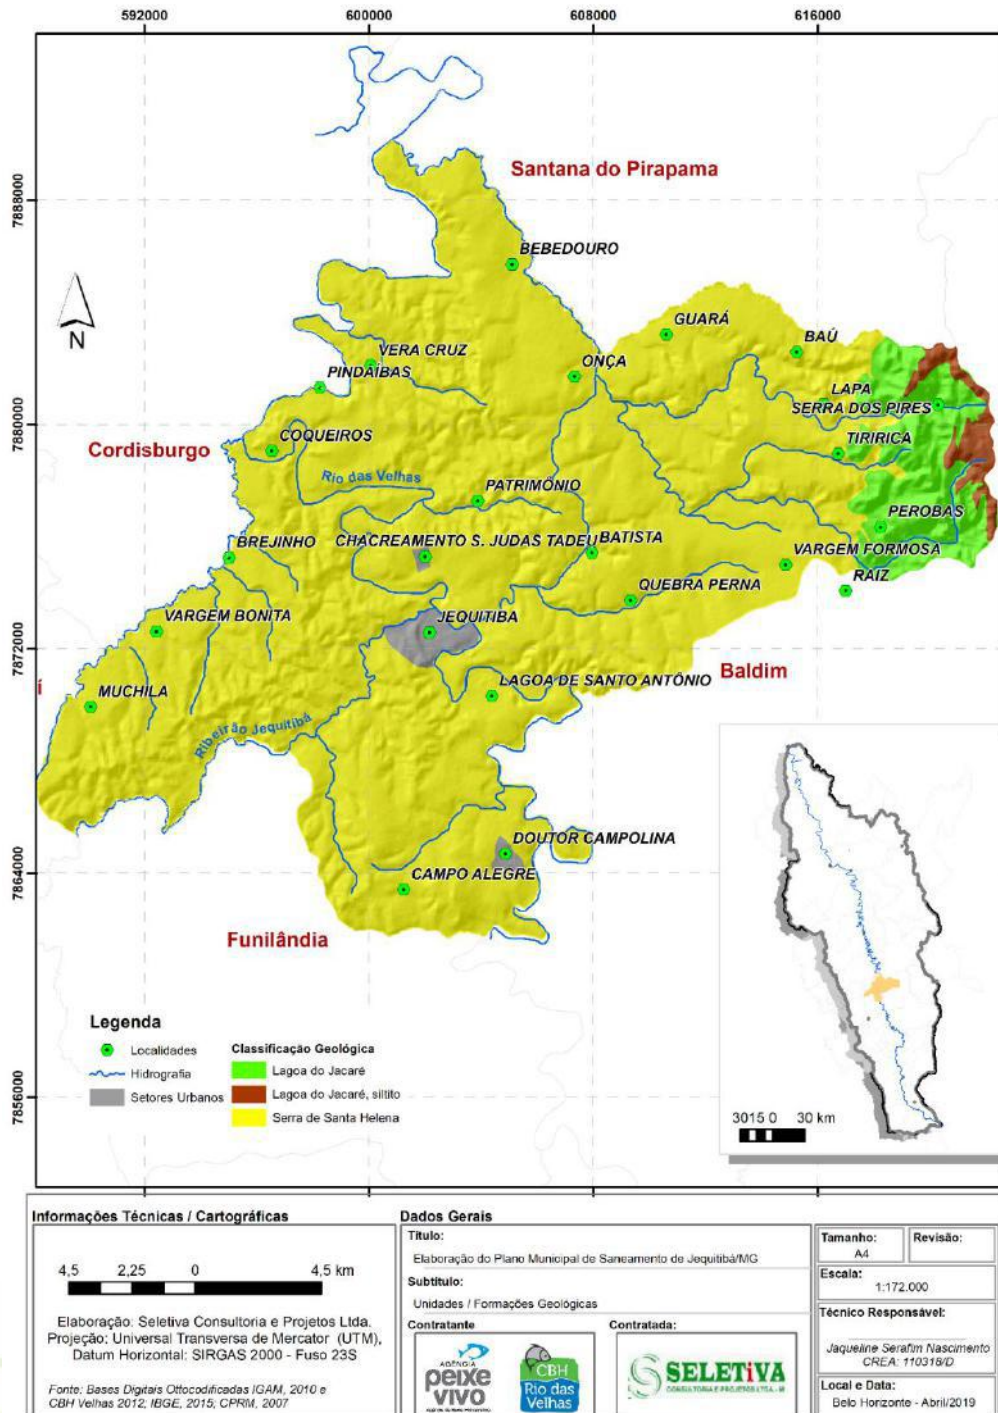 592000 600000 608000 616000
7888000
7880000
7872000
7864000
7856000
N
Santana do Pirapama
BEBEDOURO
GUARÁ
BAÚ
VERA CRUZ
ONÇA
PINDAÍBAS
LAPA
SERRA DOS PIRES
COQUEIROS
Cordisburgo
TIRIRICA
Rio das Velhas
PATRIMÔNIO
PEROBAS
BREJINHO
CHACREAMENTO S. JUDAS TADEU
BATISTA
VARGEM FORMOSA
RAIZ
QUEBRA PERNA
VARGEM BONITA
JEQUITIBA
Baldim
LAGOA DE SANTO ANTÔNIO
í
MUCHILA
Ribeirão Jequitibá
DOUTOR CAMPOLINA
CAMPO ALEGRE
Funilândia
Legenda
Localidades
Hidrografia
Setores Urbanos
Classificação Geológica
Lagoa do Jacaré
Lagoa do Jacaré, siltito
Serra de Santa Helena
3015 0 30 km
Informações Técnicas / Cartográficas
4,5 2,25 0 4,5 km
Elaboração: Seletiva Consultoria e Projetos Ltda.
Projeção: Universal Transversa de Mercator (UTM),
Datum Horizontal: SIRGAS 2000 - Fuso 23S
Fonte: Bases Digitais Ottocodificadas IGAM, 2010 e
CBH Velhas 2012; IBGE, 2015; CPRM, 2007
Dados Gerais
Título:
Elaboração do Plano Municipal de Saneamento de Jequitibá/MG
Subtítulo:
Unidades / Formações Geológicas
Contratante
AGÊNCIA
peixe
vivo
CBH
Rio das
Velhas
Contratada:
SELETiVA
CONSULTORIA E PROJETOS LTDA - M
Tamanho:
A4
Revisão:
Escala:
1:172.000
Técnico Responsável:
Jaqueline Serafim Nascimento
CREA: 110318/D
Local e Data:
Belo Horizonte - Abril/2019